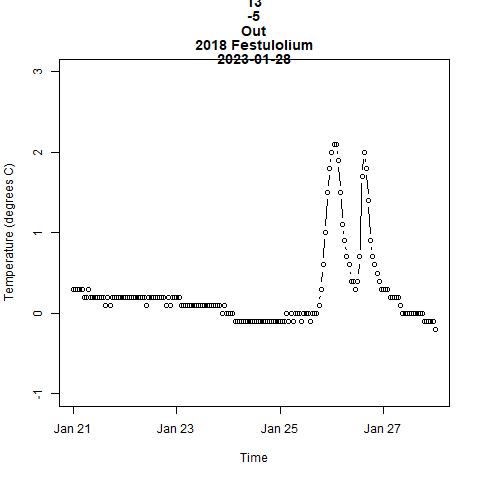 13
-5
Out
2018 Festulolium
2023-01-28
3
2
1
0
-1
Temperature (degrees C)
Jan 21 Jan 23 Jan 25 Jan 27
Time